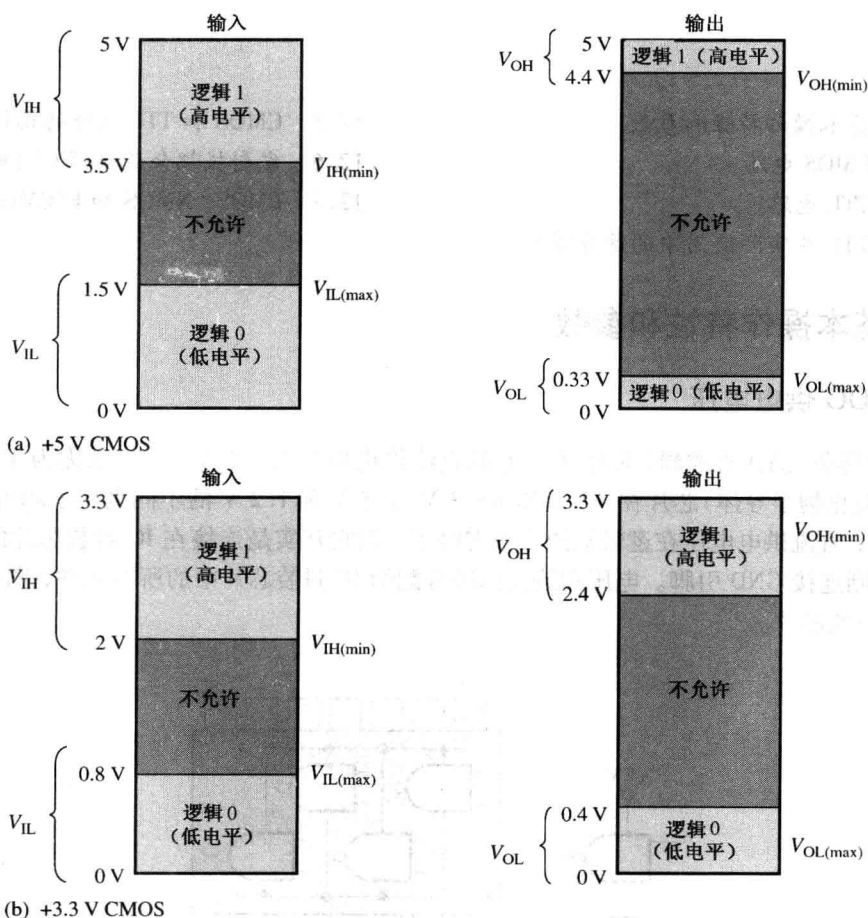 输入
5 V
V_IH
逻辑1
（高电平）
3.5 V
V_IH(min)
不允许
1.5 V
V_IL(max)
V_IL
逻辑0
（低电平）
0 V
输出
5 V
V_OH
逻辑1（高电平）
4.4 V
V_OH(min)
不允许
0.33 V
V_OL
逻辑0（低电平）
V_OL(max)
0 V
(a) +5 V CMOS
输入
3.3 V
V_IH
逻辑1
（高电平）
2 V
V_IH(min)
不允许
0.8 V
V_IL(max)
V_IL
逻辑0
（低电平）
0 V
输出
3.3 V
V_OH
逻辑1
（高电平）
V_OH(min)
2.4 V
不允许
0.4 V
V_OL
逻辑0
（低电平）
V_OL(max)
0 V
(b) +3.3 V CMOS